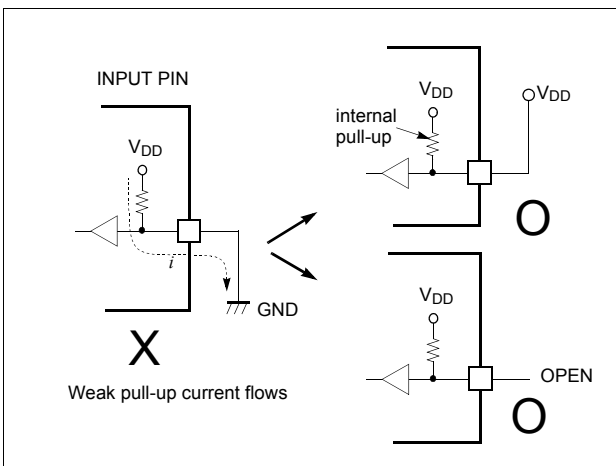 INPUT PIN
VDD
i
GND
X
Weak pull-up current flows
VDD
internal
pull-up
VDD
O
VDD
OPEN
O